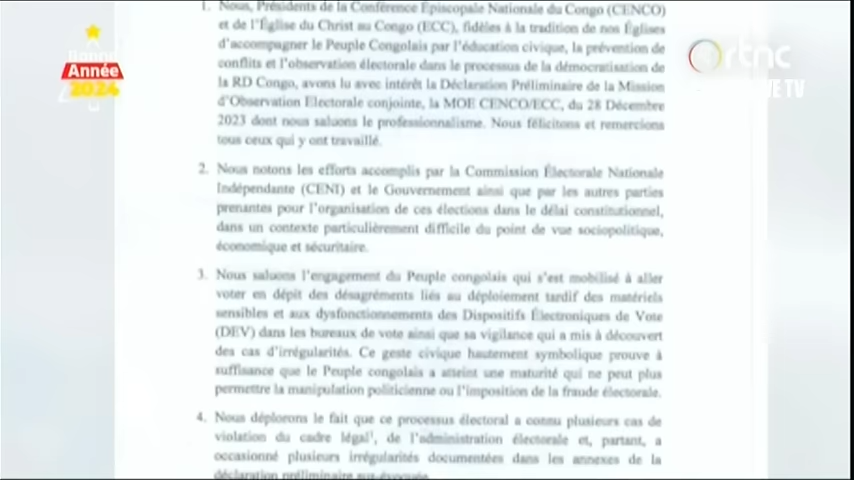 1. Nous, Présidents de la Conférence Épiscopale Nationale du Congo (CENCO)
et de l'Église du Christ au Congo (ECC), fidèles à la tradition de nos Églises
d'accompagner le Peuple Congolais par l'éducation civique, la prévention de
conflits et l'observation électorale dans le processus de la démocratisation de
la RD Congo, avons lu avec intérêt la Déclaration Préliminaire de la Mission
d'Observation Electorale conjointe, la MOE CENCO/ECC, du 28 Décembre
2023 dont nous saluons le professionnalisme. Nous félicitons et remercions
tous ceux qui y ont travaillé.
2. Nous notons les efforts accomplis par la Commission Électorale Nationale
Indépendante (CENI) et le Gouvernement ainsi que par les autres parties
prenantes pour l'organisation de ces élections dans le délai constitutionnel,
dans un contexte particulièrement difficile du point de vue sociopolitique,
économique et sécuritaire.
3. Nous saluons l'engagement du Peuple congolais qui s'est mobilisé à aller
voter en dépit des désagréments liés au déploiement tardif des matériels
sensibles et aux dysfonctionnements des Dispositifs Électroniques de Vote
(DEV) dans les bureaux de vote ainsi que sa vigilance qui a mis à découvert
des cas d'irrégularités. Ce geste civique hautement symbolique prouve à
suffisance que le Peuple congolais a atteint une maturité qui ne peut plus
permettre la manipulation politicienne ou l'imposition de la fraude électorale.
4. Nous déplorons le fait que ce processus électoral a connu plusieurs cas de
violation du cadre légal¹, de l'administration électorale et, partant, a
occasionné plusieurs irrégularités documentées dans les annexes de la
déclaration préliminaire sus-évoquée.
Bonne
Année
2024
rtnc
TV